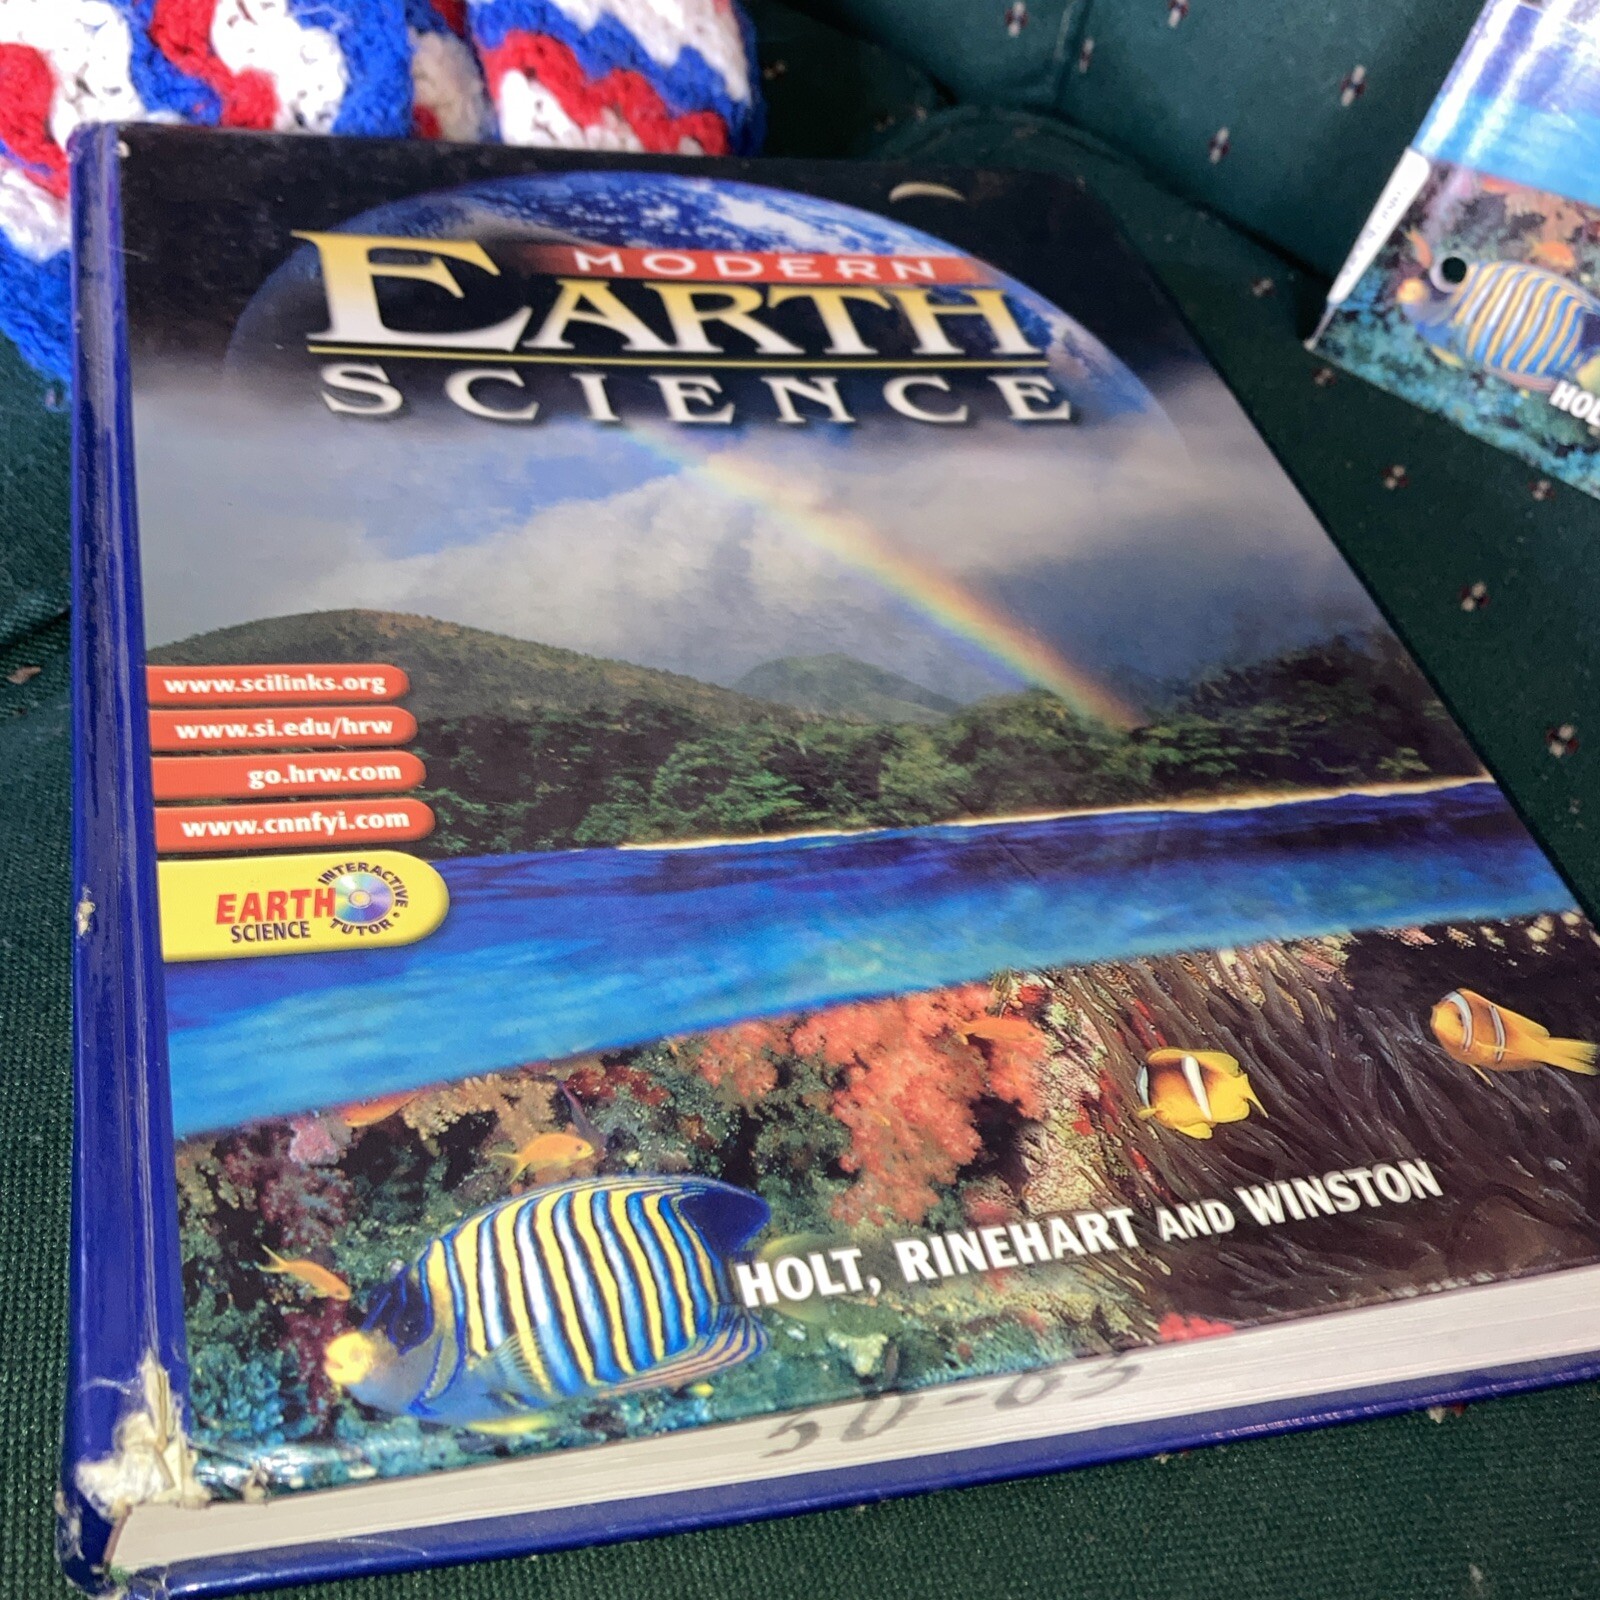 MODERN
EARTH
SCIENCE
www.scilinks.org
www.si.edu/hrw
go.hrw.com
www.cnnfyi.com
EARTH
SCIENCE
INTERACTIVE
TUTOR
HOLT, RINEHART AND WINSTON
HOL